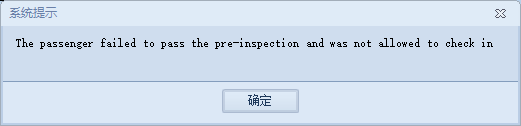 系统提示
The passenger failed to pass the pre-inspection and was not allowed to check in
确定